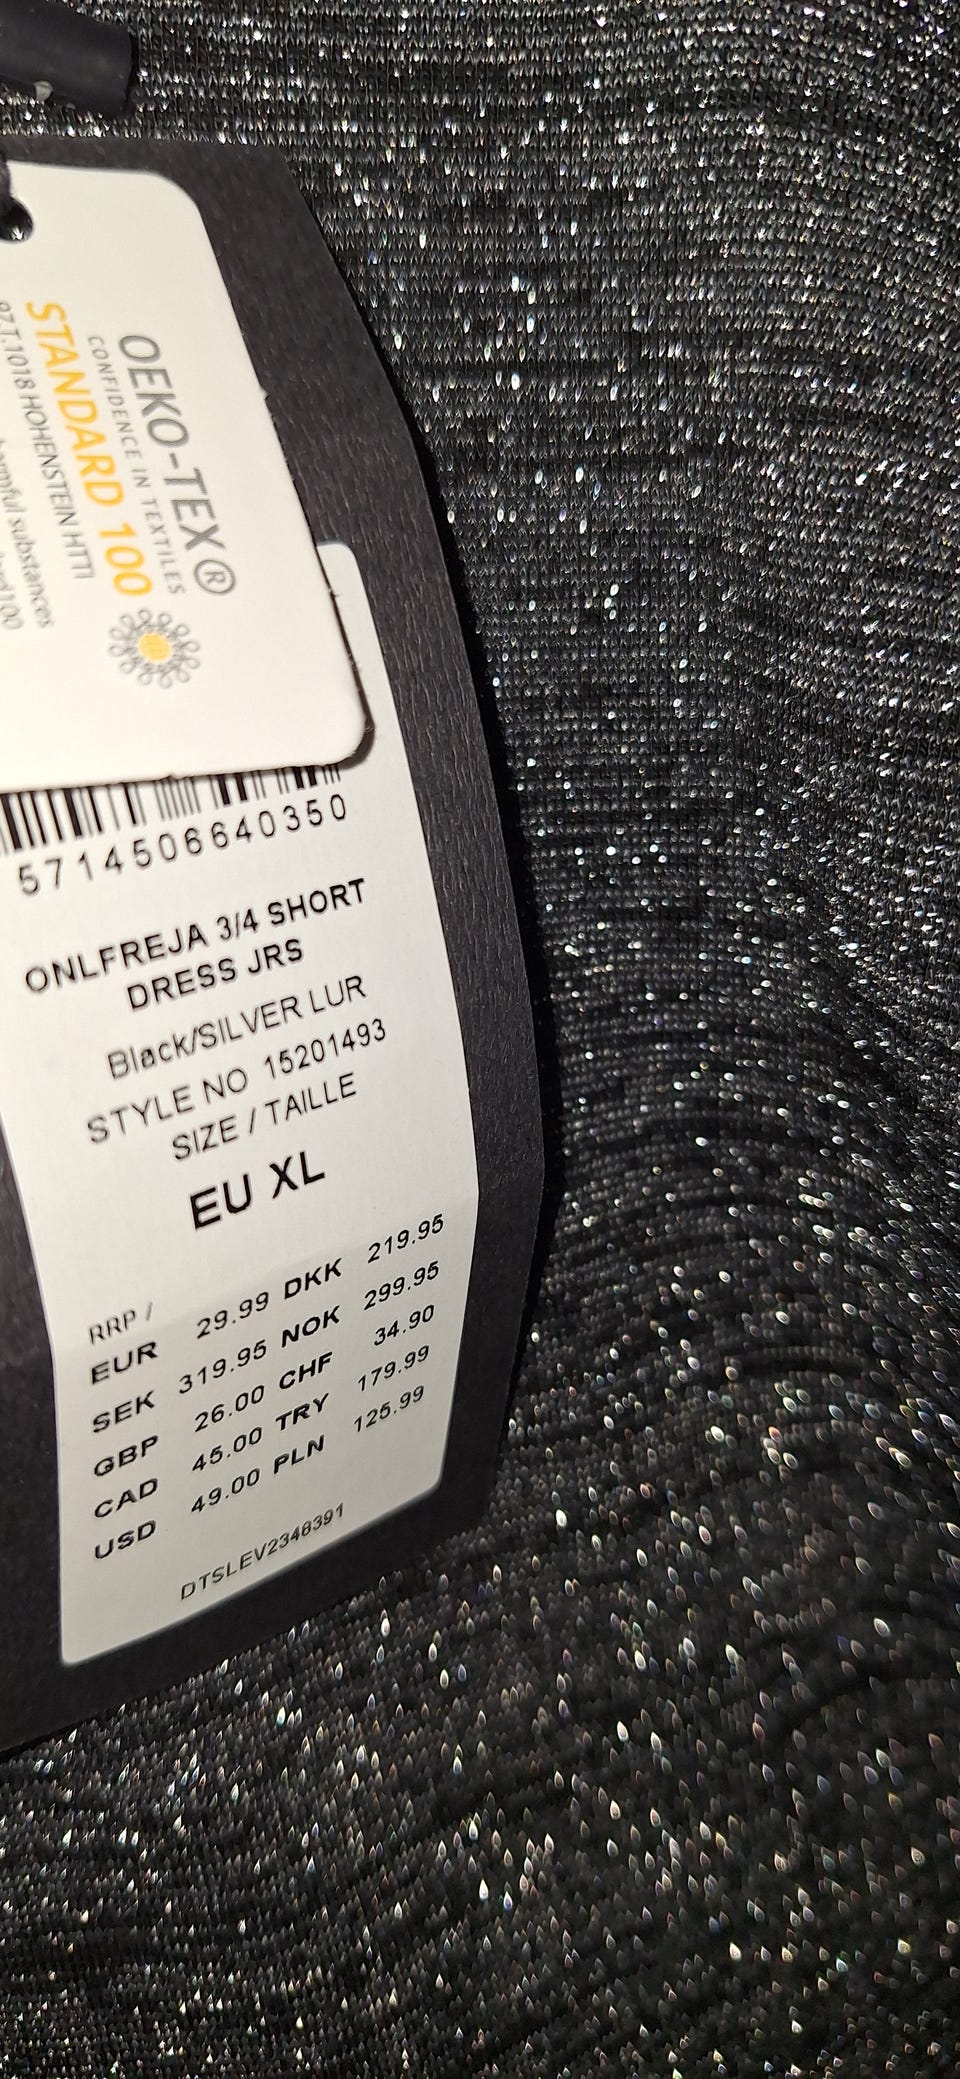 OEKO-TEX®
CONFIDENCE IN TEXTILES
STANDARD 100
1018 HOHENSTEIN HTTI
substances
5714506640350
ONLFREJA 3/4 SHORT
DRESS JRS
Black/SILVER LUR
STYLE NO 15201493
SIZE / TAILLE
EU XL
RRP /
EUR 29.99 DKK 219.95
SEK 319.95 NOK 299.95
GBP 26.00 CHF 34.90
CAD 45.00 TRY 179.99
USD 49.00 PLN 125.99
DTSLEV2348391